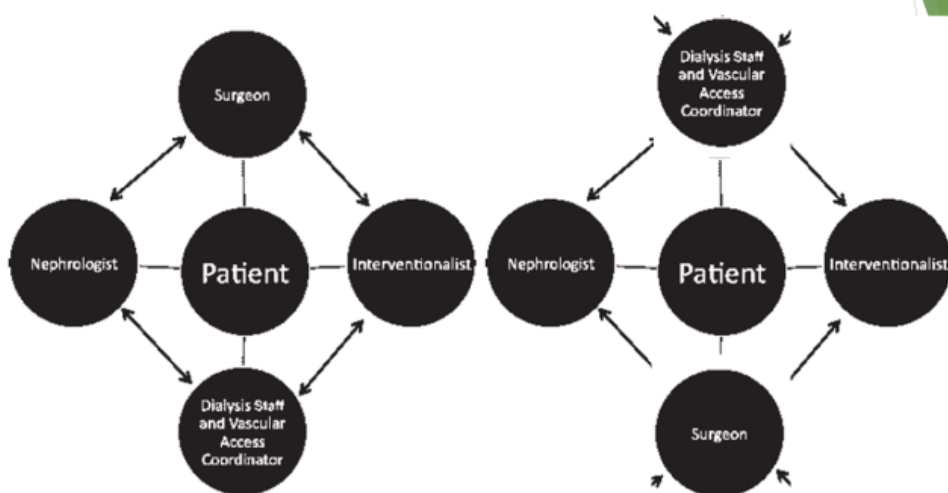 Surgeon
Nephrologist
Patient
Interventionalist
Dialysis Staff
and Vascular
Access
Coordinator
Dialysis Staff
and Vascular
Access
Coordinator
Nephrologist
Patient
Interventionalist
Surgeon